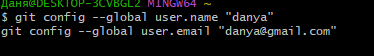 Даня@DESKTOP-3CVBGL2 MINGW64 ~
$ git config --global user.name "danya"
git config --global user.email "danya@gmail.com"